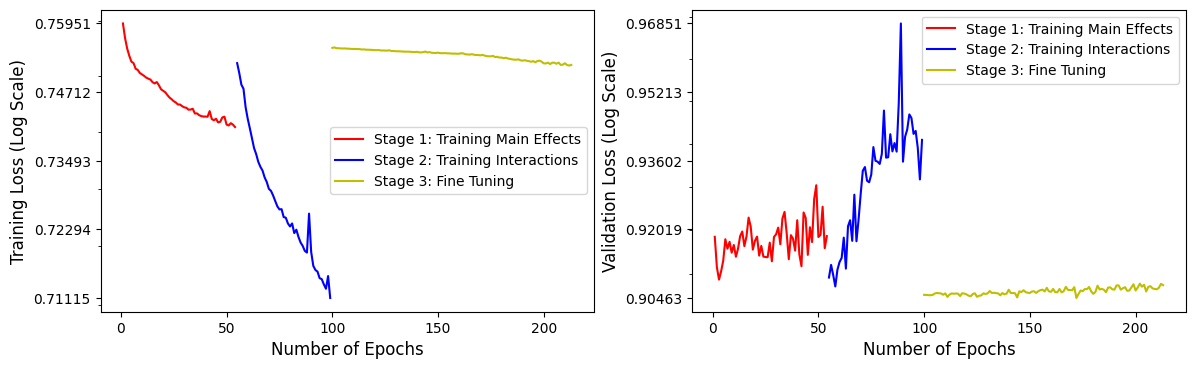 Training Loss (Log Scale)
0.75951
0.74712
0.73493
0.72294
0.71115
0
50
100
150
200
Number of Epochs
Stage 1: Training Main Effects
Stage 2: Training Interactions
Stage 3: Fine Tuning
Validation Loss (Log Scale)
0.96851
0.95213
0.93602
0.92019
0.90463
0
50
100
150
200
Number of Epochs
Stage 1: Training Main Effects
Stage 2: Training Interactions
Stage 3: Fine Tuning